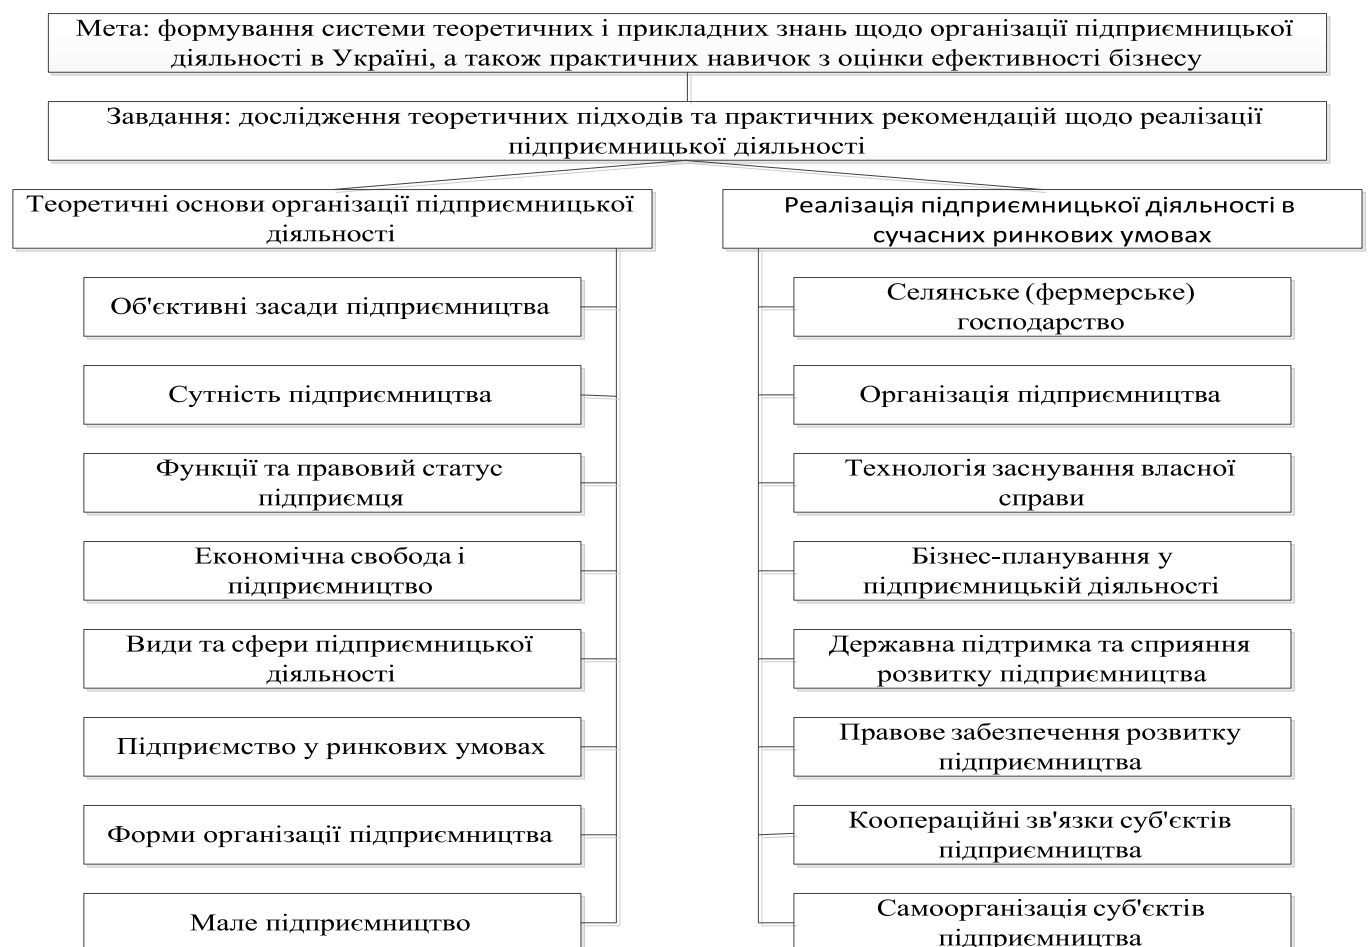 Мета: формування системи теоретичних і прикладних знань щодо організації підприємницької
діяльності в Україні, а також практичних навичок з оцінки ефективності бізнесу
Завдання: дослідження теоретичних підходів та практичних рекомендацій щодо реалізації
підприємницької діяльності
Теоретичні основи організації підприємницької
діяльності
Об'єктивні засади підприємництва
Сутність підприємництва
Функції та правовий статус
підприємця
Економічна свобода і
підприємництво
Види та сфери підприємницької
діяльності
Підприємство у ринкових умовах
Форми організації підприємництва
Мале підприємництво
Реалізація підприємницької діяльності в
сучасних ринкових умовах
Селянське (фермерське)
господарство
Організація підприємництва
Технологія заснування власної
справи
Бізнес-планування у
підприємницькій діяльності
Державна підтримка та сприяння
розвитку підприємництва
Правове забезпечення розвитку
підприємництва
Коопераційні зв'язки суб'єктів
підприємництва
Самоорганізація суб'єктів
підприємництва